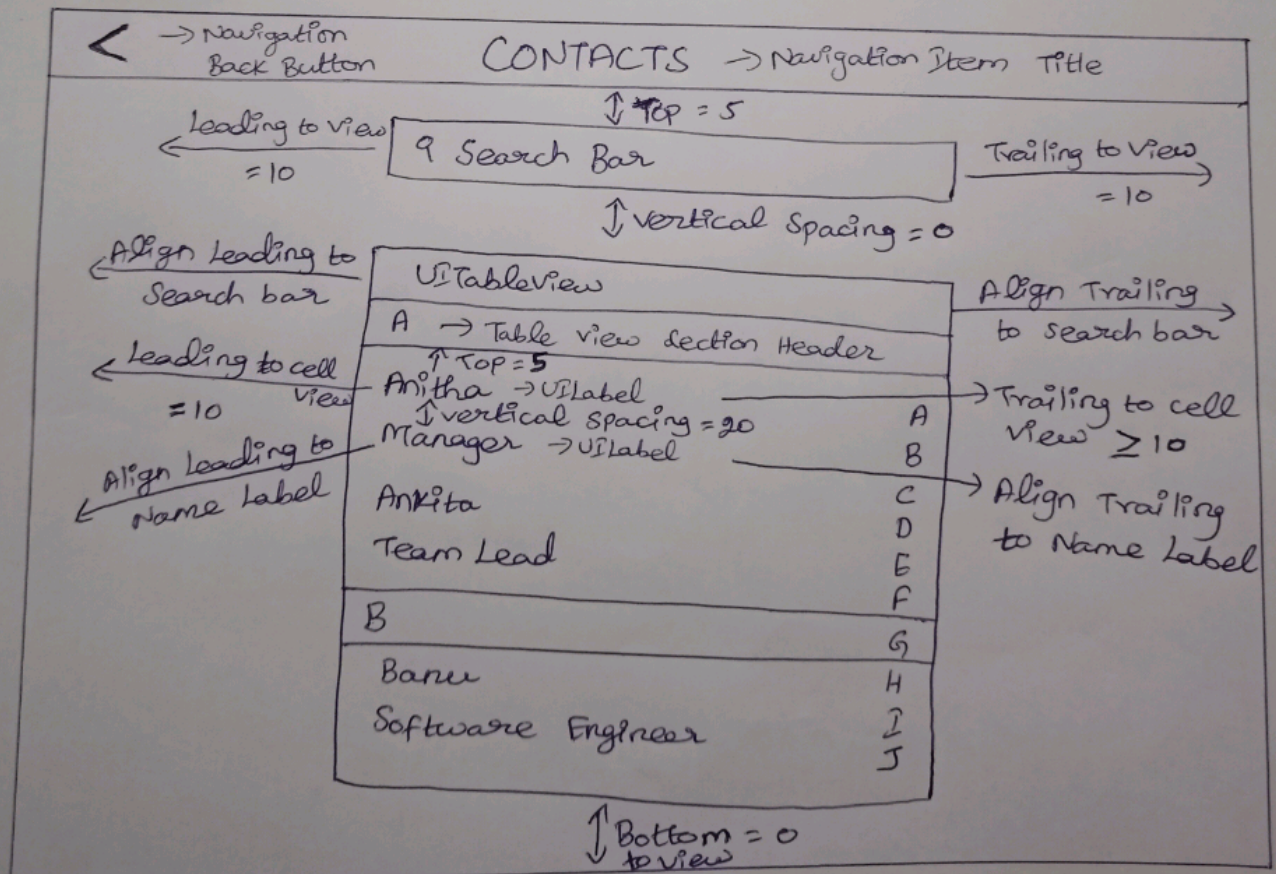 < → Navigation
Back Button
CONTACTS → Navigation Item Title
↕ Top = 5
Leading to View
= 10
Search Bar
Trailing to View
= 10
↕ Vertical Spacing = 0
Align Leading to
Search bar
UITableView
Align Trailing
to search bar
A → Table view Section Header
Leading to cell
View
= 10
↑ Top = 5
Anitha → UILabel
Trailing to cell
view ≥ 10
↕ Vertical Spacing = 20
Manager → UILabel
Align Leading to
Name Label
Align Trailing
to Name Label
Ankita
Team Lead
B
Banu
Software Engineer
A
B
C
D
E
F
G
H
I
J
↕ Bottom = 0
to view